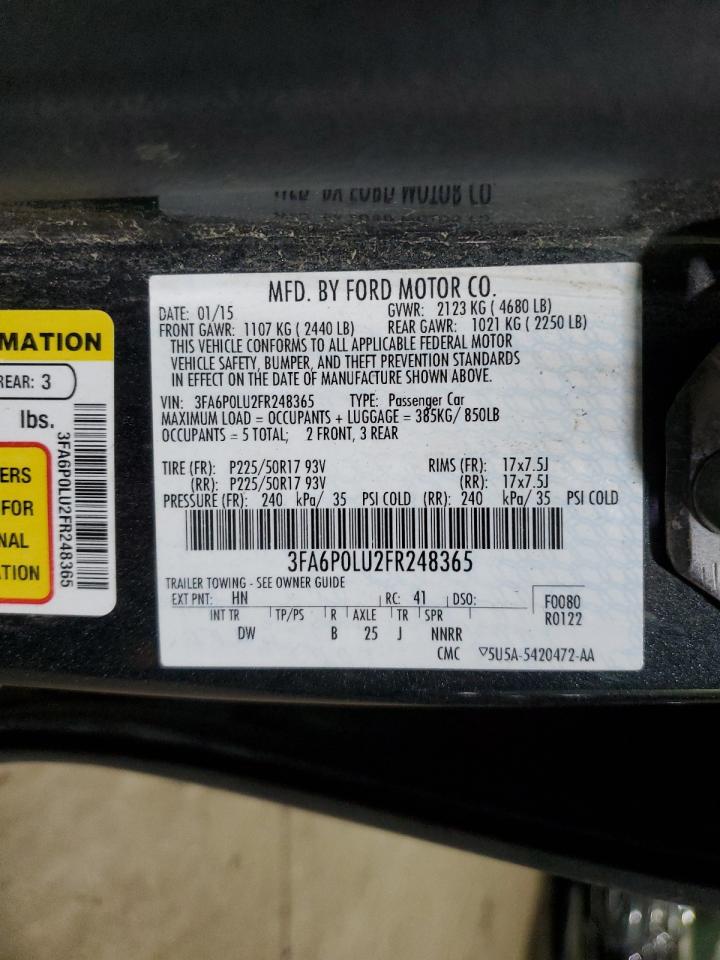 MFD. BY FORD MOTOR CO.
DATE: 01/15 GVWR: 2123 KG ( 4680 LB)
FRONT GAWR: 1107 KG ( 2440 LB) REAR GAWR: 1021 KG ( 2250 LB)
THIS VEHICLE CONFORMS TO ALL APPLICABLE FEDERAL MOTOR
VEHICLE SAFETY, BUMPER, AND THEFT PREVENTION STANDARDS
IN EFFECT ON THE DATE OF MANUFACTURE SHOWN ABOVE.
VIN: 3FA6P0LU2FR248365 TYPE: Passenger Car
MAXIMUM LOAD = OCCUPANTS + LUGGAGE = 385KG/ 850LB
OCCUPANTS = 5 TOTAL; 2 FRONT, 3 REAR
TIRE (FR): P225/50R17 93V RIMS (FR): 17x7.5J
(RR): P225/50R17 93V (RR): 17x7.5J
PRESSURE (FR): 240 kPa/ 35 PSI COLD (RR): 240 kPa/ 35 PSI COLD
3FA6P0LU2FR248365
TRAILER TOWING - SEE OWNER GUIDE
EXT PNT: HN RC: 41 DSO: F0080
INT TR TP/PS R AXLE TR SPR R0122
DW B 25 J NNRR
CMC ▽5U5A-5420472-AA
MATION
REAR: 3
lbs.
ERS
FOR
NAL
TION
3FA6P0LU2FR248365